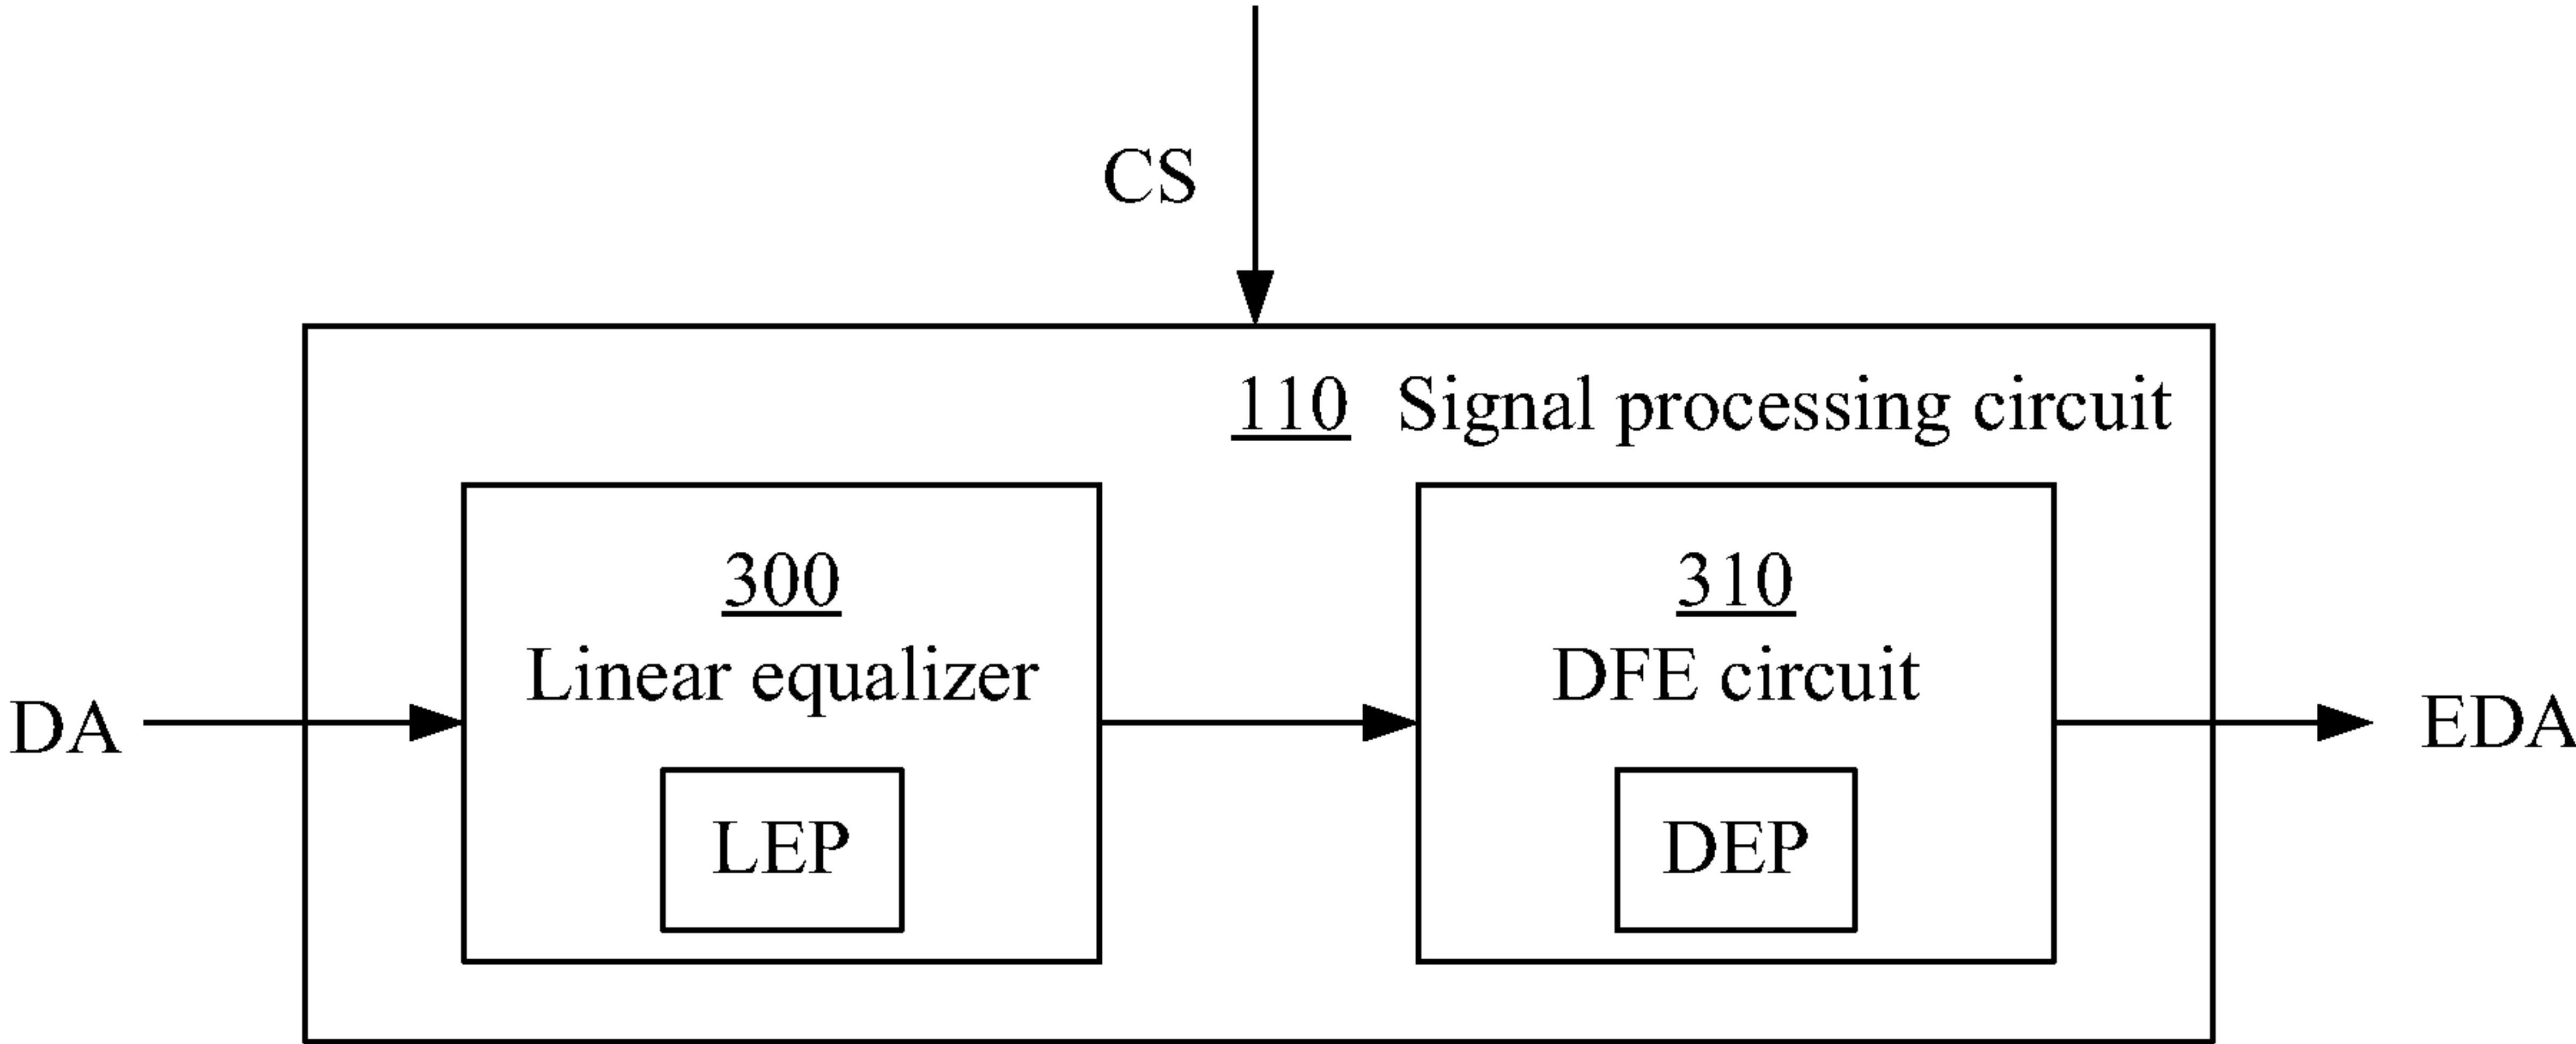 CS
110 Signal processing circuit
300
Linear equalizer
LEP
310
DFE circuit
DEP
DA
EDA